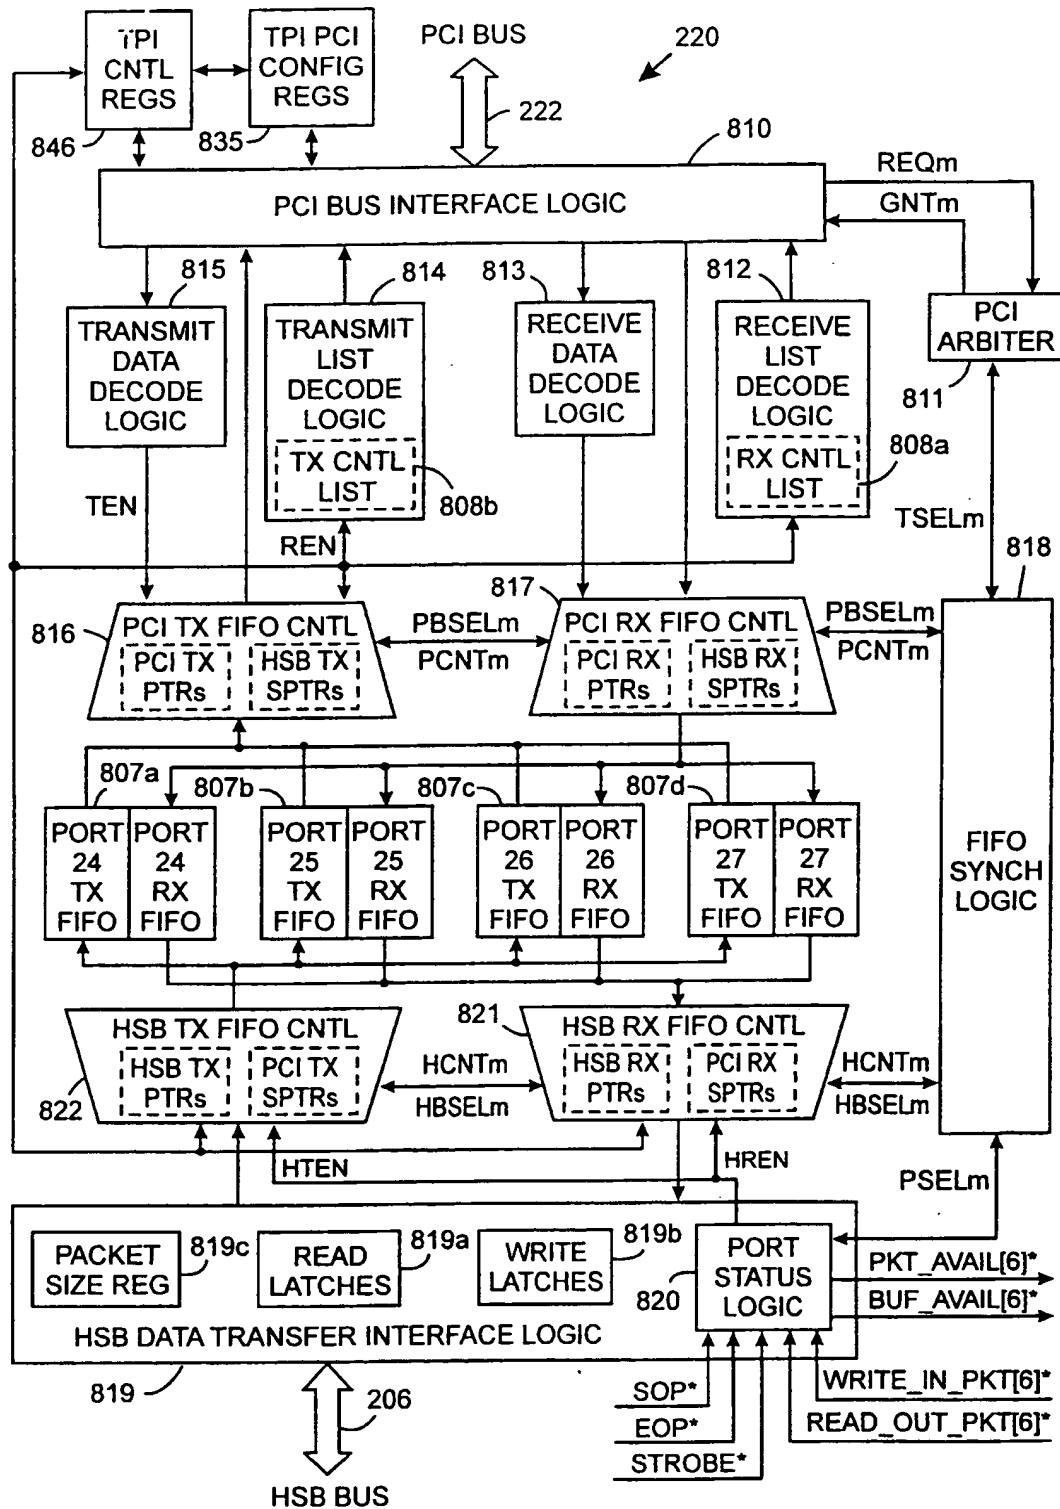 TPI
CNTL
REGS
846
TPI PCI
CONFIG
REGS
835
PCI BUS
222
220
810
PCI BUS INTERFACE LOGIC
REQm
GNTm
815
TRANSMIT
DATA
DECODE
LOGIC
814
TRANSMIT
LIST
DECODE
LOGIC
TX CNTL
LIST
808b
813
RECEIVE
DATA
DECODE
LOGIC
812
RECEIVE
LIST
DECODE
LOGIC
RX CNTL
LIST
808a
PCI
ARBITER
811
TEN
REN
TSELm
818
816
PCI TX FIFO CNTL
PCI TX
PTRs
HSB TX
SPTRs
PBSELm
PCNTm
817
PCI RX FIFO CNTL
PCI RX
PTRs
HSB RX
SPTRs
PBSELm
PCNTm
807a
PORT
24
TX
FIFO
PORT
24
RX
FIFO
807b
PORT
25
TX
FIFO
PORT
25
RX
FIFO
807c
PORT
26
TX
FIFO
PORT
26
RX
FIFO
807d
PORT
27
TX
FIFO
PORT
27
RX
FIFO
FIFO
SYNCH
LOGIC
HSB TX FIFO CNTL
HSB TX
PTRs
PCI TX
SPTRs
822
HCNTm
HBSELm
821
HSB RX FIFO CNTL
HSB RX
PTRs
PCI RX
SPTRs
HCNTm
HBSELm
HTEN
HREN
PSELm
PACKET
SIZE REG
819c
READ
LATCHES
819a
WRITE
LATCHES
819b
820
PORT
STATUS
LOGIC
PKT_AVAIL[6]*
BUF_AVAIL[6]*
HSB DATA TRANSFER INTERFACE LOGIC
819
206
HSB BUS
SOP*
EOP*
STROBE*
WRITE_IN_PKT[6]*
READ_OUT_PKT[6]*